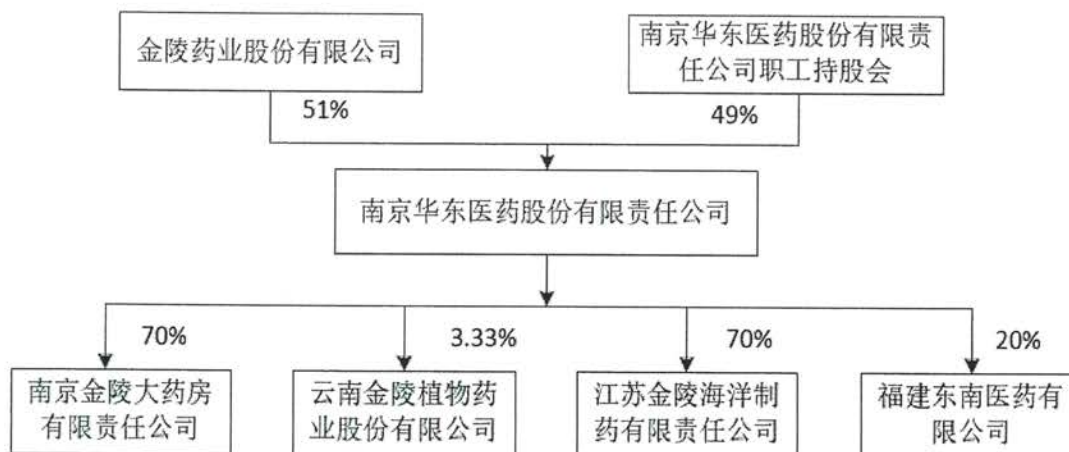 金陵药业股份有限公司
南京华东医药股份有限责
任公司职工持股会
51%
49%
南京华东医药股份有限责任公司
70%
3.33%
70%
20%
南京金陵大药房
有限责任公司
云南金陵植物药
业股份有限公司
江苏金陵海洋制
药有限责任公司
福建东南医药有
限公司